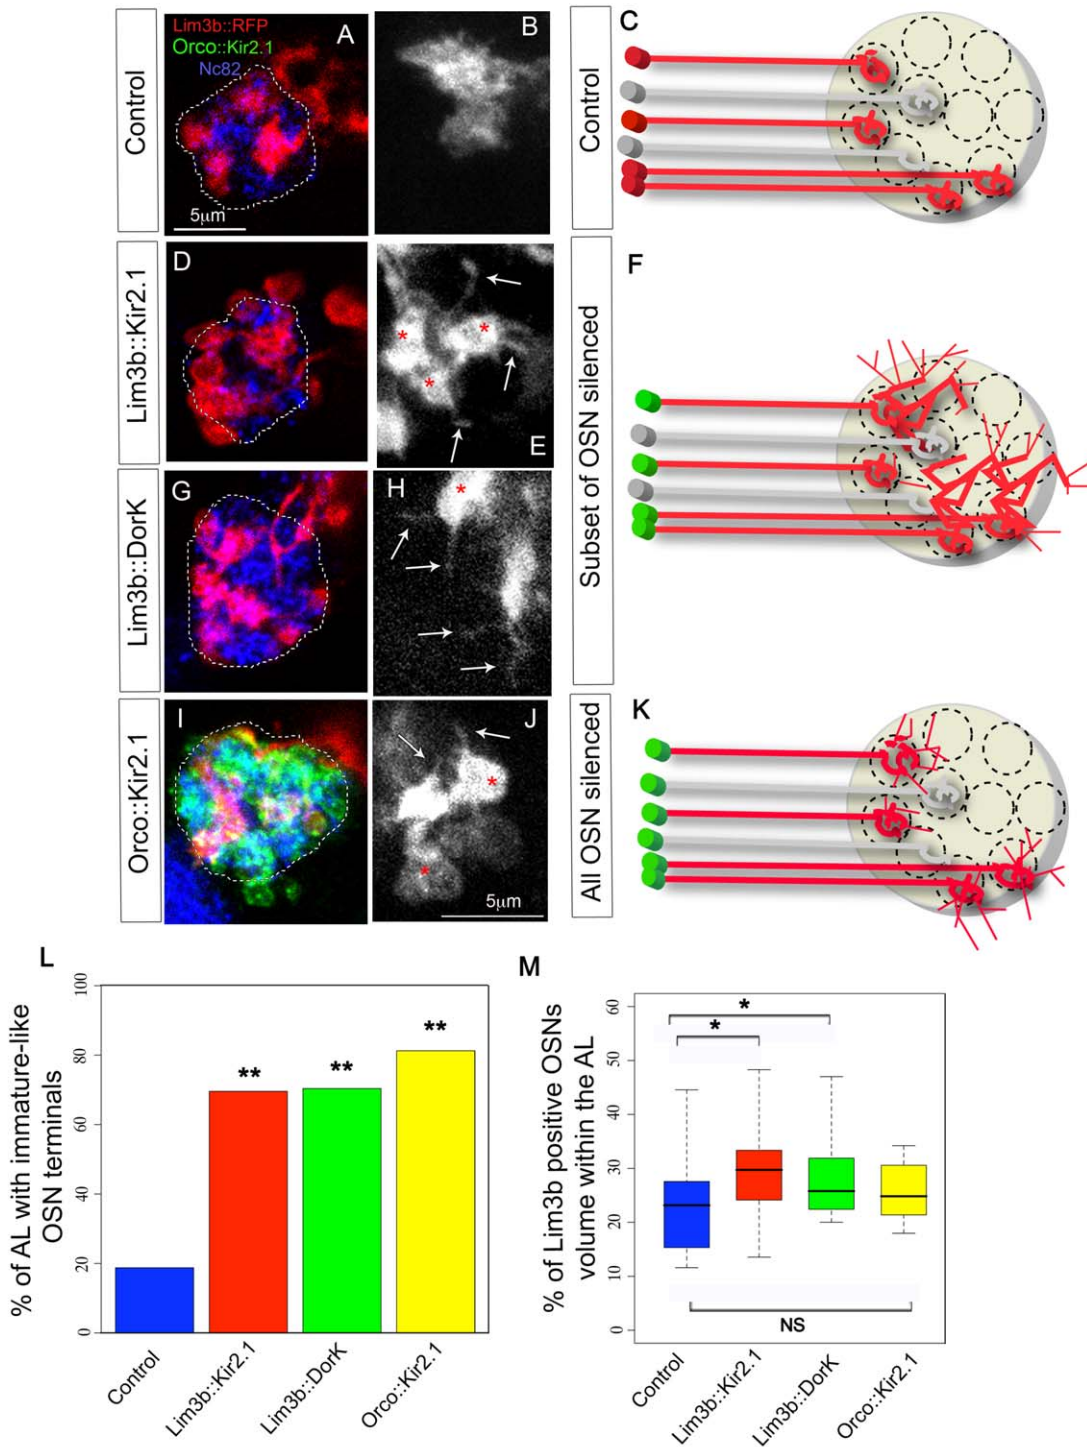 Control
Lim3b::RFP
Orco::Kir2.1
Nc82
A
5µm
B
Control
C
Lim3b::Kir2.1
D
*
*
*
E
Subset of OSN silenced
F
Lim3b::DorK
G
H
*
Orco::Kir2.1
I
J
*
*
5µm
All OSN silenced
K
L
% of AL with immature-like
OSN terminals
0
20
40
60
80
100
**
**
**
Control
Lim3b::Kir2.1
Lim3b::DorK
Orco::Kir2.1
M
% of Lim3b positive OSNs
volume within the AL
0
10
20
30
40
50
60
*
*
NS
Control
Lim3b::Kir2.1
Lim3b::DorK
Orco::Kir2.1